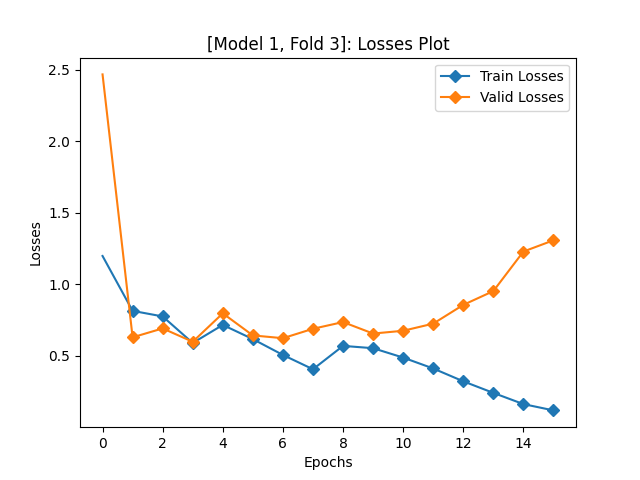 [Model 1, Fold 3]: Losses Plot
Train Losses
Valid Losses
2.5
2.0
1.5
1.0
0.5
Losses
0 2 4 6 8 10 12 14
Epochs